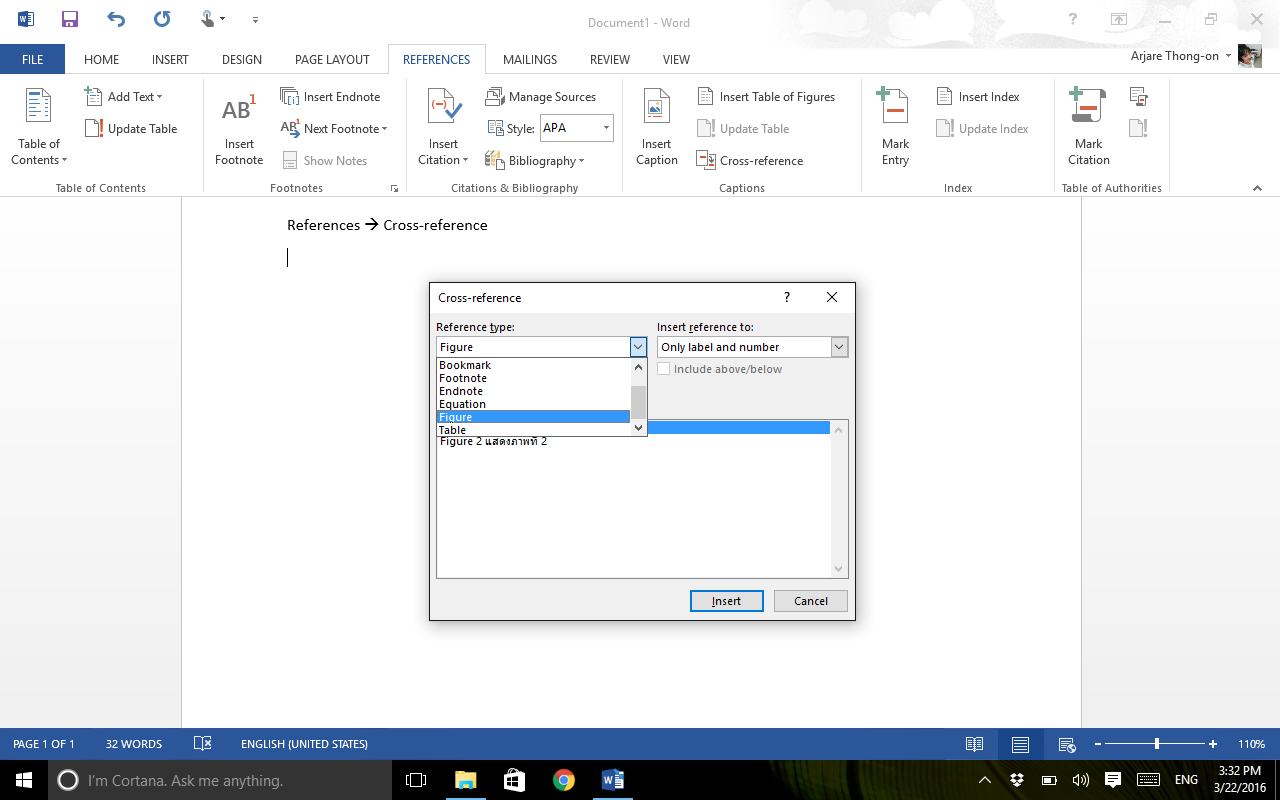 Document1 - Word
FILE HOME INSERT DESIGN PAGE LAYOUT REFERENCES MAILINGS REVIEW VIEW
Arjare Thong-on
Table of Contents
Add Text
Update Table
Table of Contents
AB1
Insert Footnote
Insert Endnote
Next Footnote
Show Notes
Footnotes
Insert Citation
Manage Sources
Style: APA
Bibliography
Citations & Bibliography
Insert Caption
Insert Table of Figures
Update Table
Cross-reference
Captions
Mark Entry
Insert Index
Update Index
Index
Mark Citation
Table of Authorities
References → Cross-reference
Cross-reference
Reference type:
Figure
Bookmark
Footnote
Endnote
Equation
Figure
Table
Insert reference to:
Only label and number
Include above/below
Figure 2 แสดงภาพที่ 2
Insert Cancel
PAGE 1 OF 1 32 WORDS ENGLISH (UNITED STATES) 110%
I'm Cortana. Ask me anything.
ENG
3:32 PM
3/22/2016